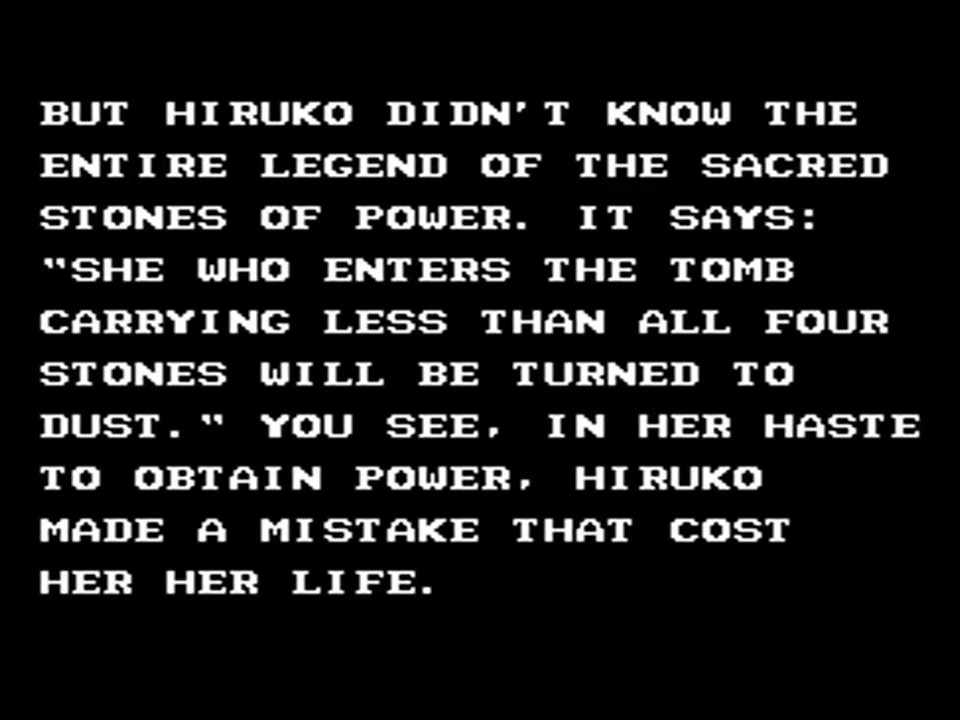 BUT HIRUKO DIDN'T KNOW THE
ENTIRE LEGEND OF THE SACRED
STONES OF POWER. IT SAYS:
"SHE WHO ENTERS THE TOMB
CARRYING LESS THAN ALL FOUR
STONES WILL BE TURNED TO
DUST." YOU SEE, IN HER HASTE
TO OBTAIN POWER, HIRUKO
MADE A MISTAKE THAT COST
HER HER LIFE.